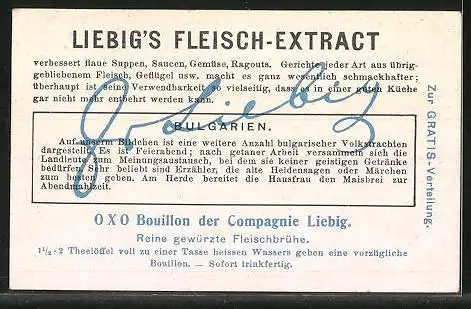 LIEBIG'S FLEISCH-EXTRACT
verbessert flaue Suppen, Saucen, Gemüse, Ragouts. Gerichte jeder Art aus übrig-
gebliebenem Fleisch, Geflügel usw. macht es ganz wesentlich schmackhafter;
überhaupt ist seine Verwendbarkeit so vielseitig, dass es in einer guten Küche
gar nicht mehr entbehrt werden kann.
J v Liebig
BULGARIEN.
Auf unserm Bildchen ist eine weitere Anzahl bulgarischer Volkstrachten
dargestellt. Es ist Feierabend; nach getaner Arbeit versammeln sich die
Landleute zum Meinungsaustausch, bei dem sie keiner geistigen Getränke
bedürfen. Sehr beliebt sind Erzähler, die alte Heldensagen oder Märchen
zum besten geben. Am Herde bereitet die Hausfrau den Maisbrei zur
Abendmahlzeit.
OXO Bouillon der Compagnie Liebig.
Reine gewürzte Fleischbrühe.
1½-2 Theelöffel voll zu einer Tasse heissen Wassers geben eine vorzügliche
Bouillon. — Sofort trinkfertig.
Zur GRATIS-Verteilung.